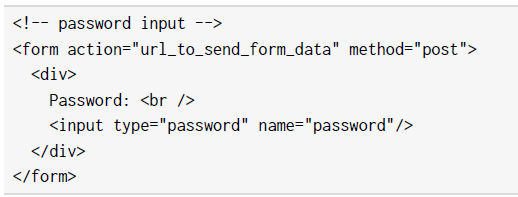 <!-- password input -->
<form action="url_to_send_form_data" method="post">
  <div>
    Password: <br />
    <input type="password" name="password"/>
  </div>
</form>